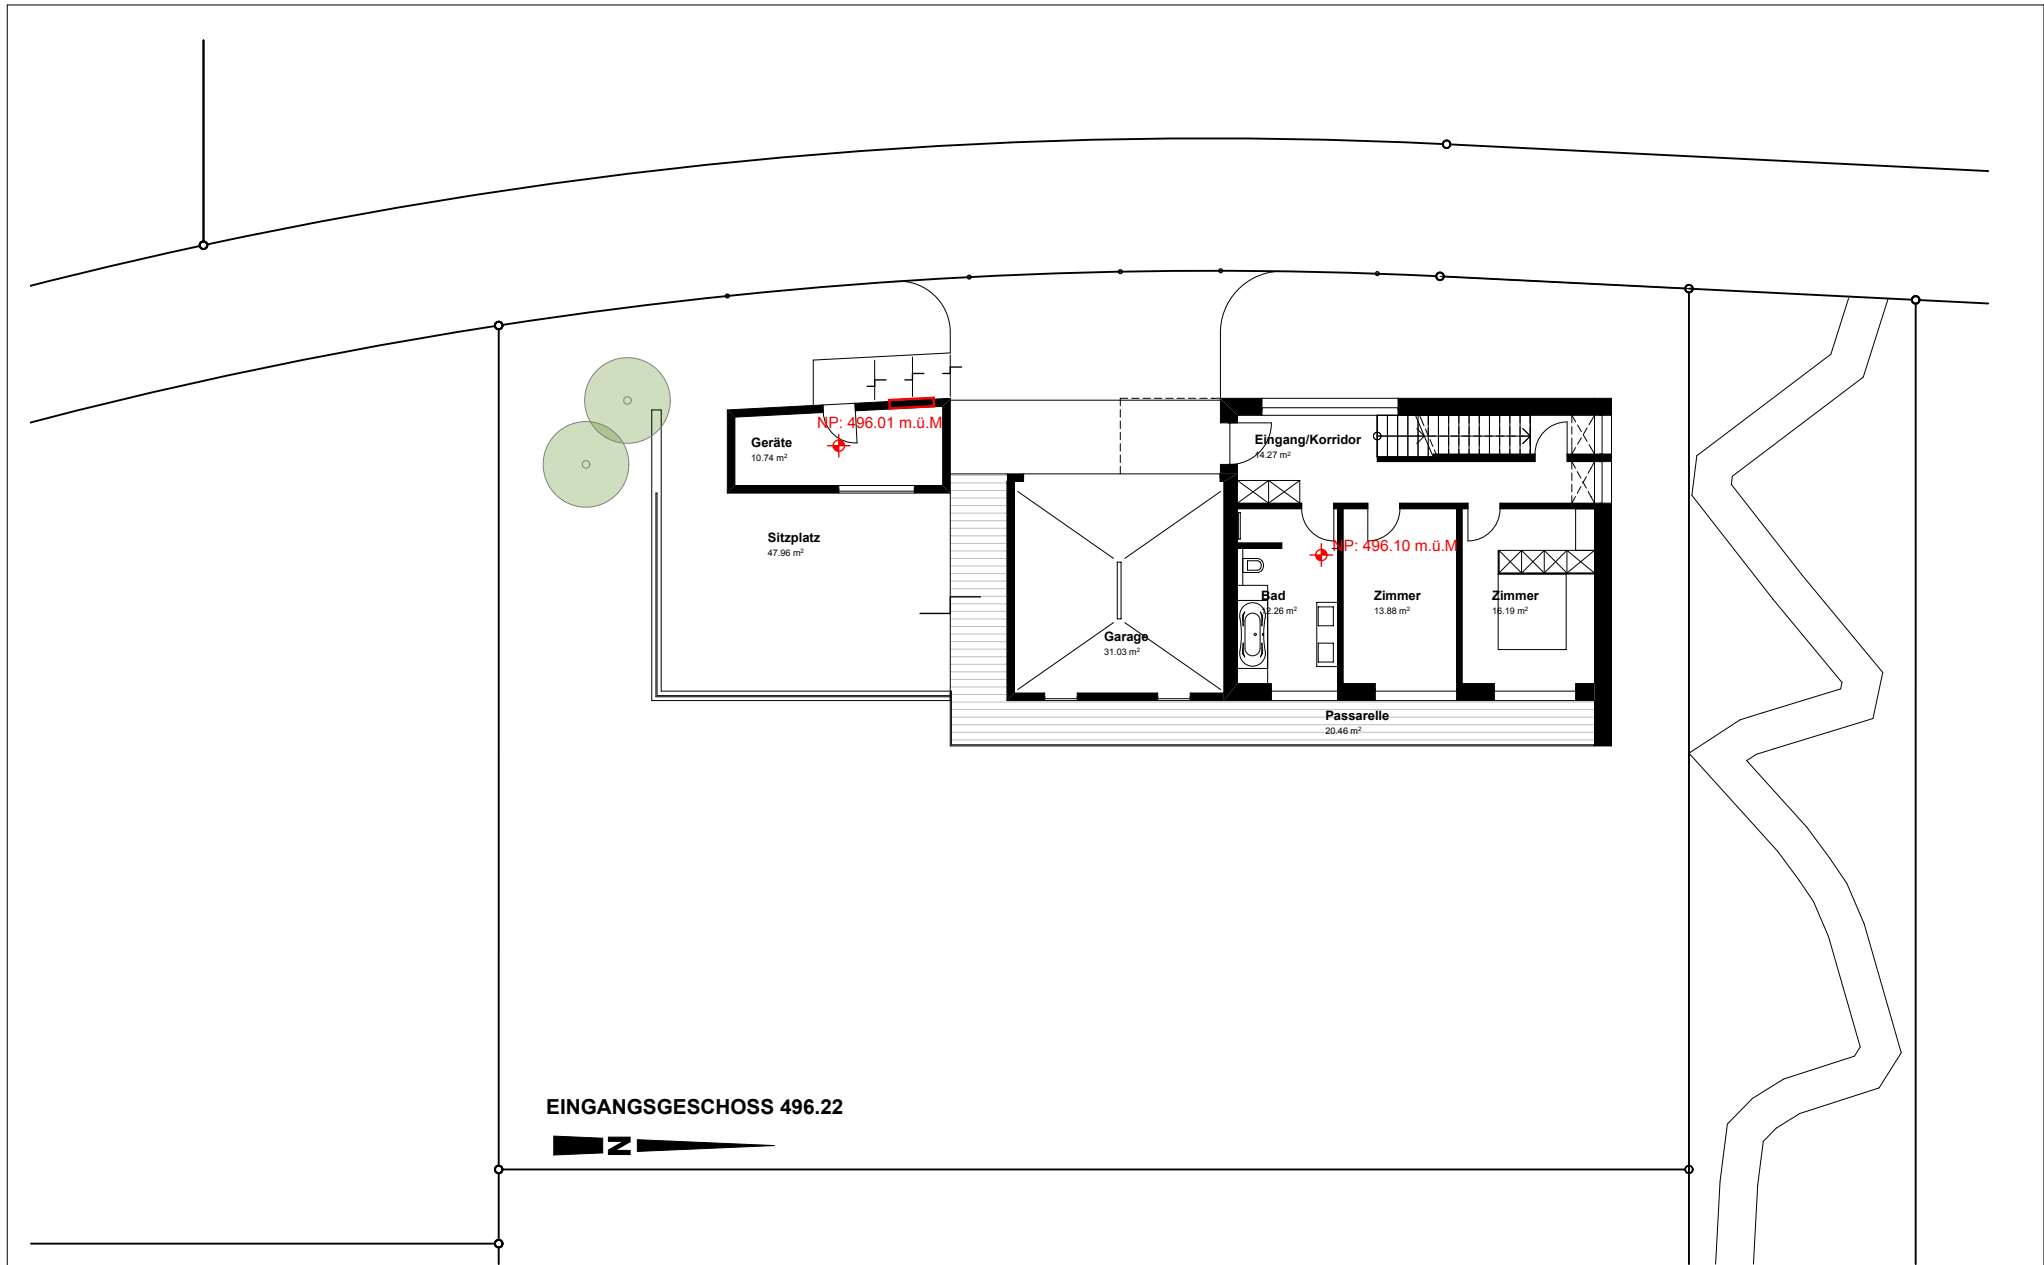 NP: 496.01 m.ü.M
Geräte
10.74 m²
Eingang/Korridor
14.27 m²
Sitzplatz
47.96 m²
NP: 496.10 m.ü.M
Bad
12.26 m²
Zimmer
13.88 m²
Zimmer
16.19 m²
Garage
31.03 m²
Passarelle
20.46 m²
EINGANGSGESCHOSS 496.22
N